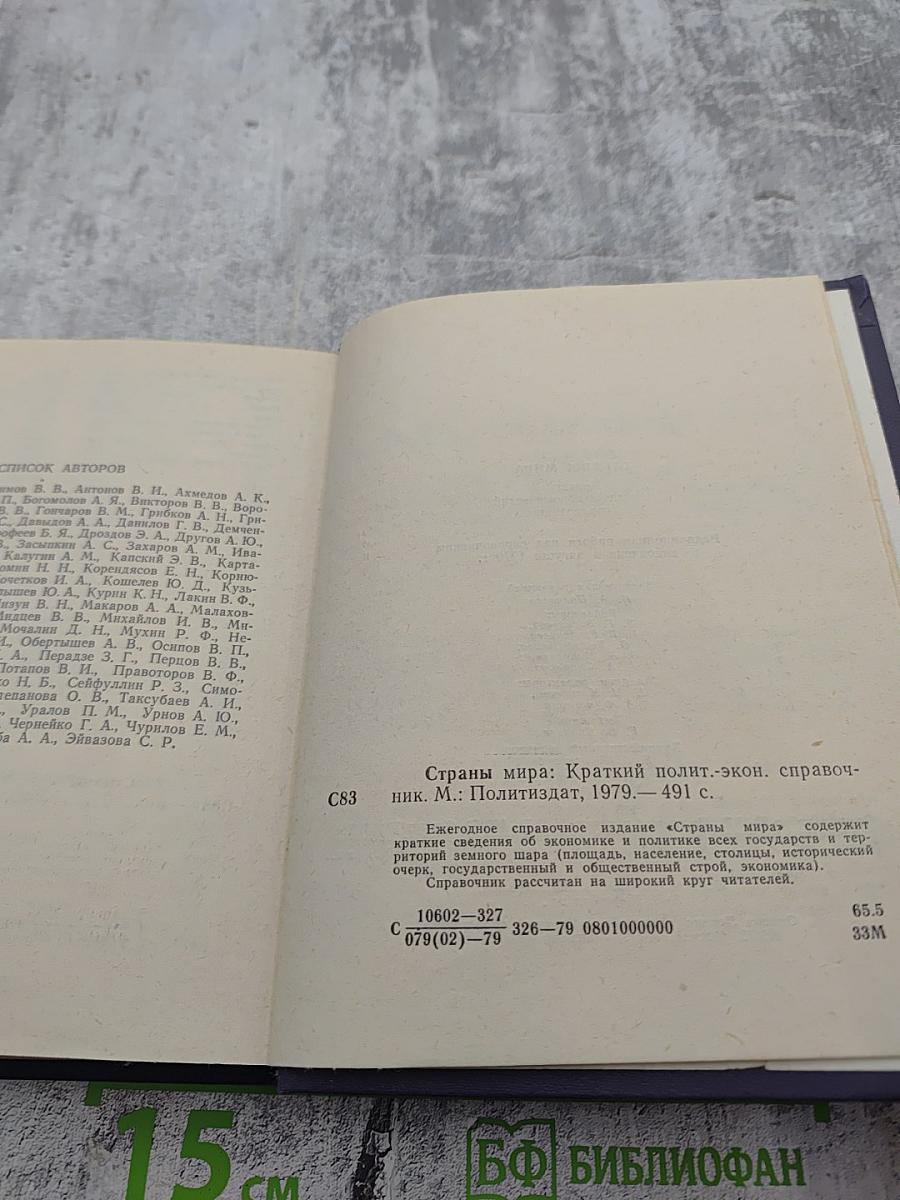 СПИСОК АВТОРОВ
В. В., Антонов В. И., Ахмедов А. К.,
П., Богомолов А. Я., Викторов В. В., Воро-
В. В., Гончаров В. М., Грибков А. Н., Гри-
С., Давыдов А. А., Данилов Г. В., Демчен-
Б. Я., Дроздов Э. А., Другов А. Ю.,
Засыпкин А. С., Захаров А. М., Ива-
Калугин А. М., Капский Э. В., Карта-
Н. Н., Корендясов Е. Н., Корню-
И. А., Кошелев Ю. Д., Кузь-
Ю. А., Курин К. Н., Лакин В. Ф.,
В. Н., Макаров А. А., Малахов-
В. В., Михайлов И. В., Ми-
Мочалин Д. Н., Мухин Р. Ф., Не-
И., Обертышев А. В., Осипов В. П.,
А., Перадзе З. Г., Перцов В. В.,
Потапов В. И., Правоторов В. Ф.,
ко Н. Б., Сейфуллин Р. З., Симо-
О. В., Таксубаев А. И.,
Уралов П. М., Урнов А. Ю.,
Чернейко Г. А., Чурилов Е. М.,
ба А. А., Эйвазова С. Р.
Страны мира: Краткий полит.-экон. справоч-
С83 ник. М.: Политиздат, 1979.— 491 с.
Ежегодное справочное издание «Страны мира» содержит
краткие сведения об экономике и политике всех государств и тер-
риторий земного шара (площадь, население, столицы, исторический
очерк, государственный и общественный строй, экономика).
Справочник рассчитан на широкий круг читателей.
10602—327
С 079(02)—79 326—79 0801000000
65.5
33М
15 см
БФ БИБЛИОФАН